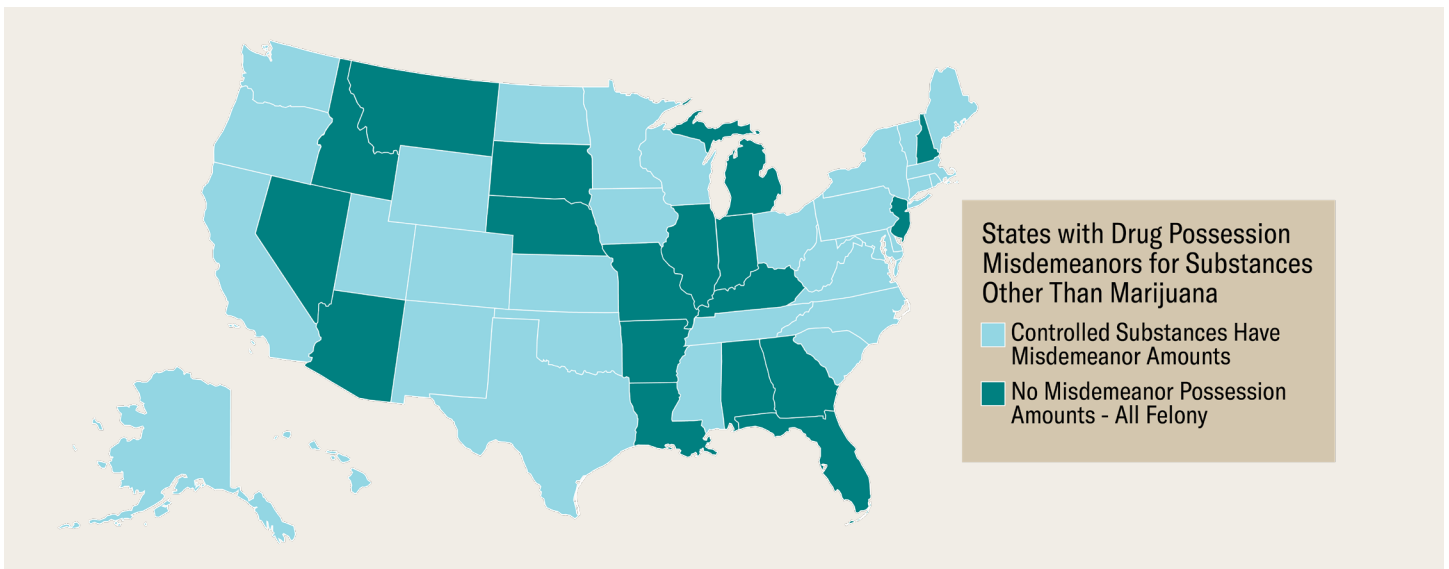 States with Drug Possession
Misdemeanors for Substances
Other Than Marijuana
Controlled Substances Have
Misdemeanor Amounts
No Misdemeanor Possession
Amounts - All Felony